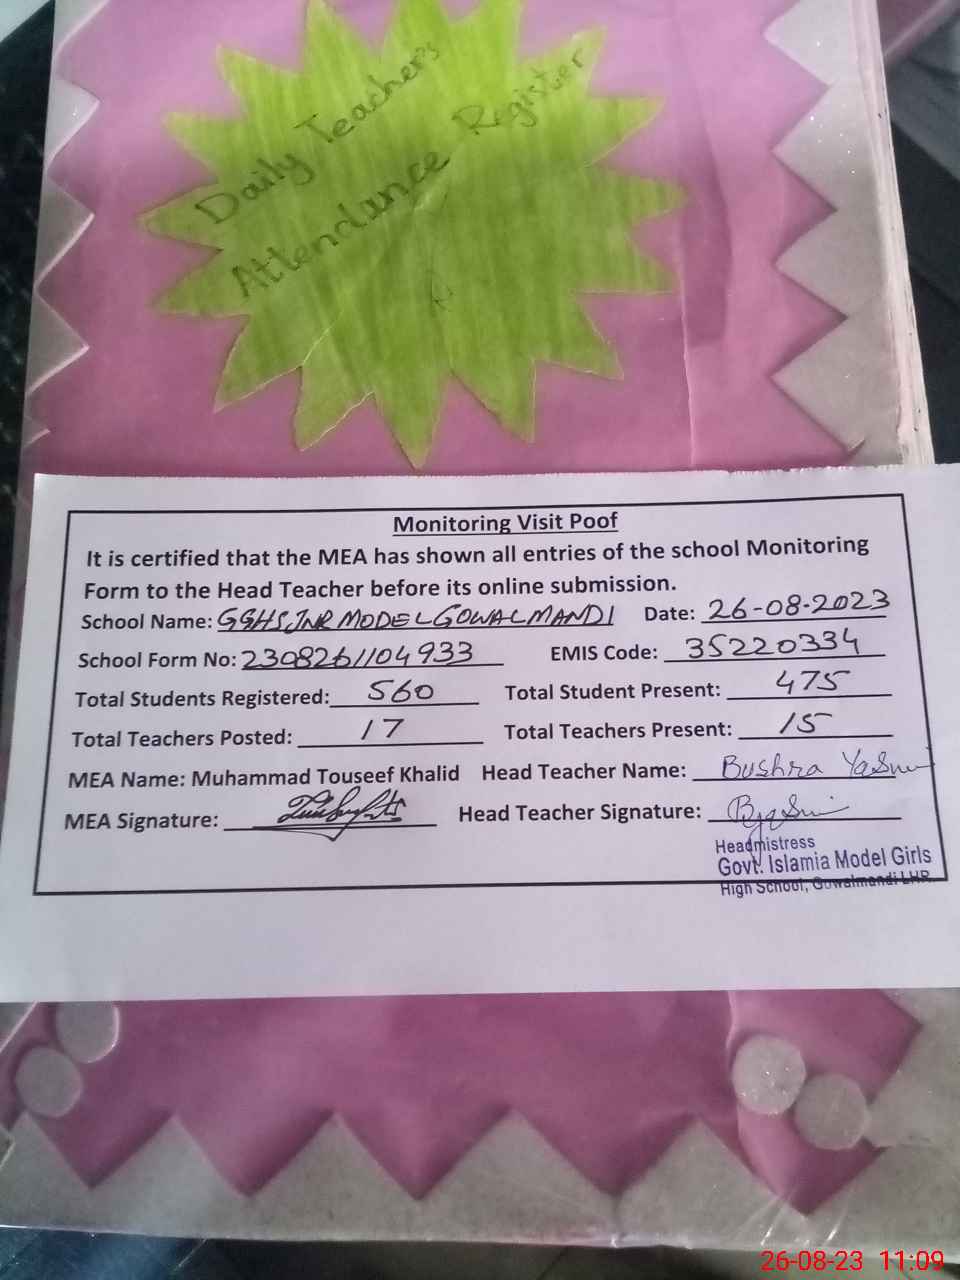 Daily Teachers
Attendance Register
Monitoring Visit Poof
It is certified that the MEA has shown all entries of the school Monitoring
Form to the Head Teacher before its online submission.
School Name: GGHS JNR MODEL GOWALMANDI Date: 26-08-2023
School Form No: 2308261104933 EMIS Code: 35220334
Total Students Registered: 560 Total Student Present: 475
Total Teachers Posted: 17 Total Teachers Present: 15
MEA Name: Muhammad Touseef Khalid Head Teacher Name: Bushra Yasmin
MEA Signature: Head Teacher Signature:
Headmistress
Govt. Islamia Model Girls
High School, Gowalmandi LHR.
26-08-23 11:09